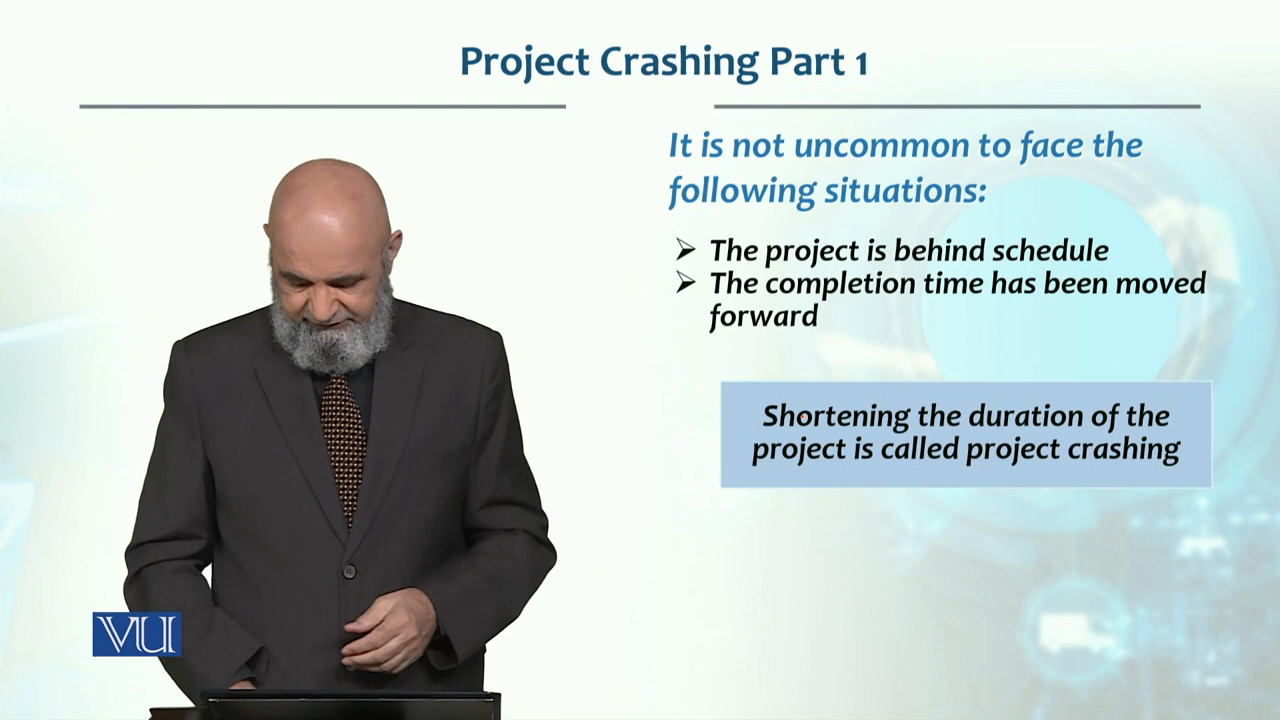 Project Crashing Part 1
It is not uncommon to face the
following situations:
➢ The project is behind schedule
➢ The completion time has been moved
forward
Shortening the duration of the
project is called project crashing
VU